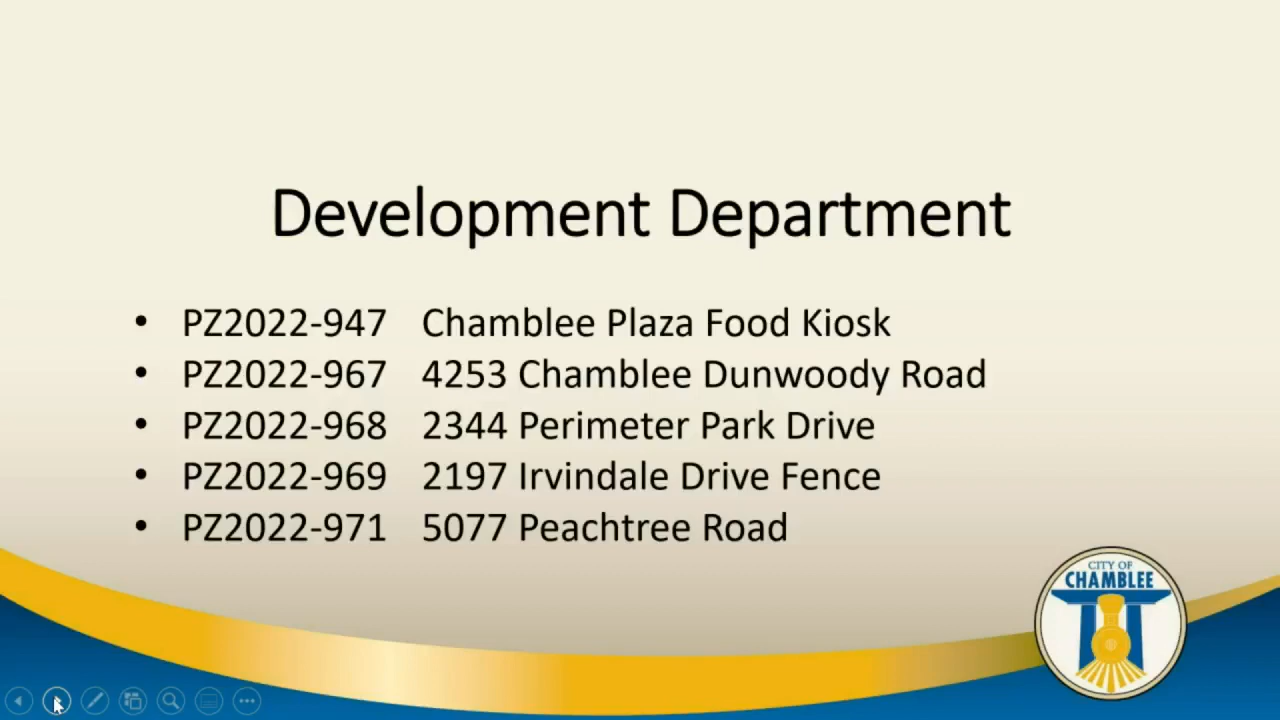 Development Department
• PZ2022-947 Chamblee Plaza Food Kiosk
• PZ2022-967 4253 Chamblee Dunwoody Road
• PZ2022-968 2344 Perimeter Park Drive
• PZ2022-969 2197 Irvindale Drive Fence
• PZ2022-971 5077 Peachtree Road
CITY OF
CHAMBLEE